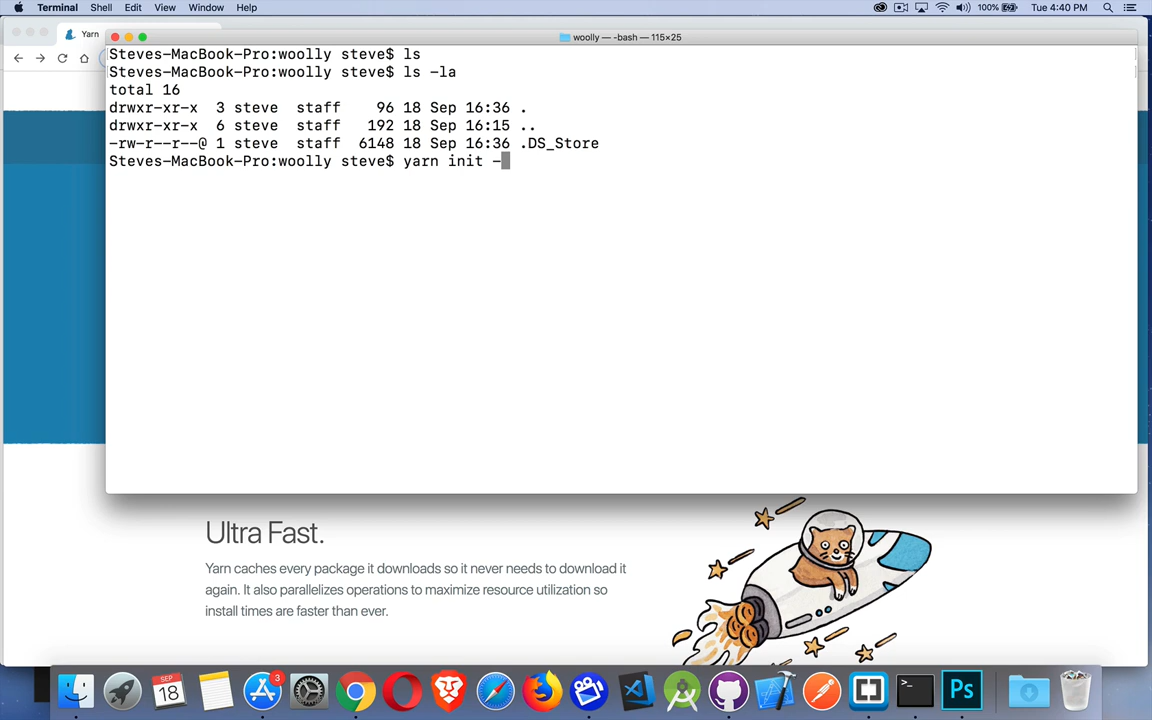 Terminal Shell Edit View Window Help 100% Tue 4:40 PM
Yarn
woolly — -bash — 115×25
Steves-MacBook-Pro:woolly steve$ ls
Steves-MacBook-Pro:woolly steve$ ls -la
total 16
drwxr-xr-x 3 steve staff 96 18 Sep 16:36 .
drwxr-xr-x 6 steve staff 192 18 Sep 16:15 ..
-rw-r--r--@ 1 steve staff 6148 18 Sep 16:36 .DS_Store
Steves-MacBook-Pro:woolly steve$ yarn init -
Ultra Fast.
Yarn caches every package it downloads so it never needs to download it
again. It also parallelizes operations to maximize resource utilization so
install times are faster than ever.
SEP
18
3
>_
Ps